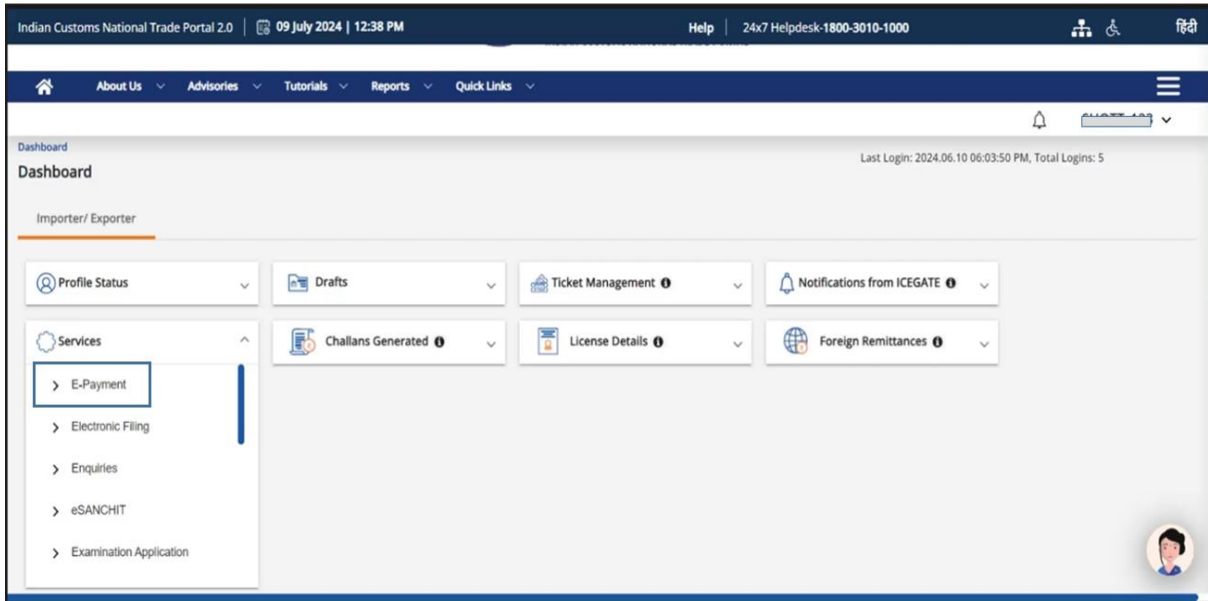 Indian Customs National Trade Portal 2.0 | 09 July 2024 | 12:38 PM Help | 24x7 Helpdesk-1800-3010-1000 हिंदी
About Us Advisories Tutorials Reports Quick Links
Dashboard
Last Login: 2024.06.10 06:03:50 PM, Total Logins: 5
Dashboard
Importer/ Exporter
Profile Status Drafts Ticket Management Notifications from ICEGATE
Services Challans Generated License Details Foreign Remittances
E-Payment
Electronic Filing
Enquiries
eSANCHIT
Examination Application